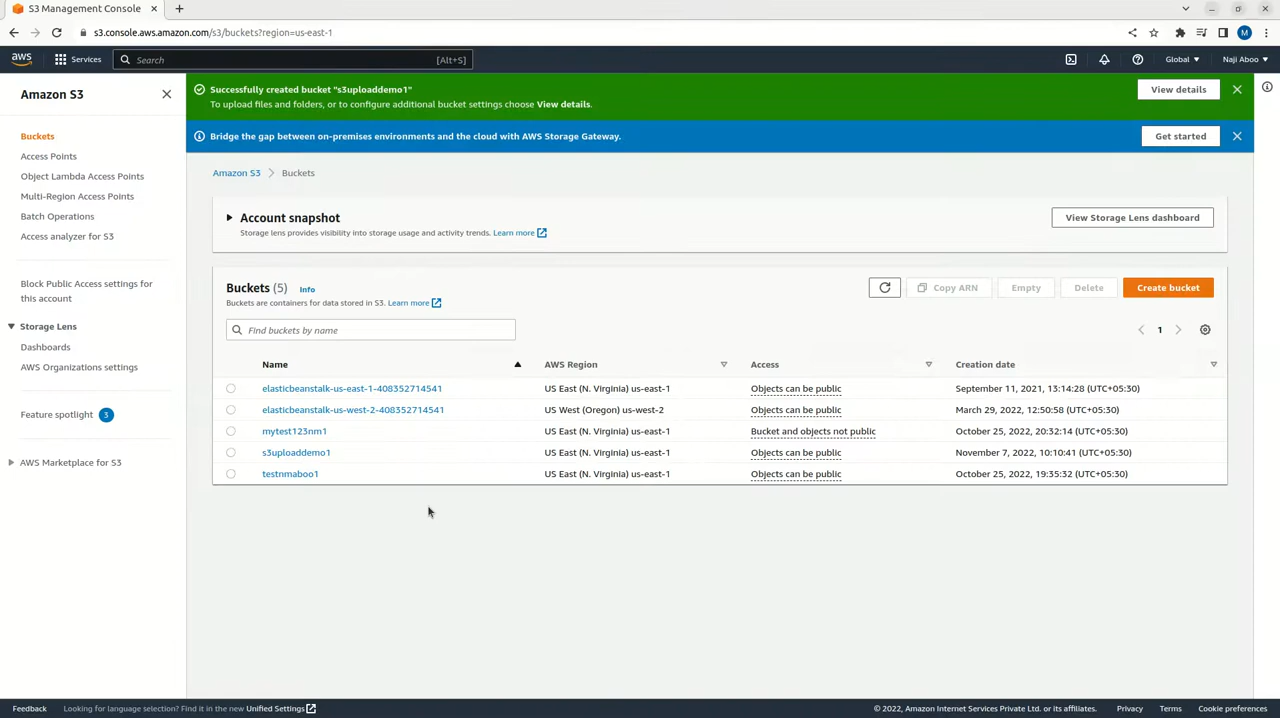 S3 Management Console
s3.console.aws.amazon.com/s3/buckets?region=us-east-1
M
aws
Services
Search
[Alt+S]
Global
Naji Aboo
Amazon S3
Buckets
Access Points
Object Lambda Access Points
Multi-Region Access Points
Batch Operations
Access analyzer for S3
Block Public Access settings for
this account
Storage Lens
Dashboards
AWS Organizations settings
Feature spotlight 3
AWS Marketplace for S3
Successfully created bucket "s3uploaddemo1"
To upload files and folders, or to configure additional bucket settings choose View details.
View details
Bridge the gap between on-premises environments and the cloud with AWS Storage Gateway.
Get started
Amazon S3 > Buckets
Account snapshot
Storage lens provides visibility into storage usage and activity trends. Learn more
View Storage Lens dashboard
Buckets (5) Info
Buckets are containers for data stored in S3. Learn more
Copy ARN
Empty
Delete
Create bucket
Find buckets by name
1
Name AWS Region Access Creation date
elasticbeanstalk-us-east-1-408352714541 US East (N. Virginia) us-east-1 Objects can be public September 11, 2021, 13:14:28 (UTC+05:30)
elasticbeanstalk-us-west-2-408352714541 US West (Oregon) us-west-2 Objects can be public March 29, 2022, 12:50:58 (UTC+05:30)
mytest123nm1 US East (N. Virginia) us-east-1 Bucket and objects not public October 25, 2022, 20:32:14 (UTC+05:30)
s3uploaddemo1 US East (N. Virginia) us-east-1 Objects can be public November 7, 2022, 10:10:41 (UTC+05:30)
testnmaboo1 US East (N. Virginia) us-east-1 Objects can be public October 25, 2022, 19:35:32 (UTC+05:30)
Feedback
Looking for language selection? Find it in the new Unified Settings
© 2022, Amazon Internet Services Private Ltd. or its affiliates.
Privacy
Terms
Cookie preferences